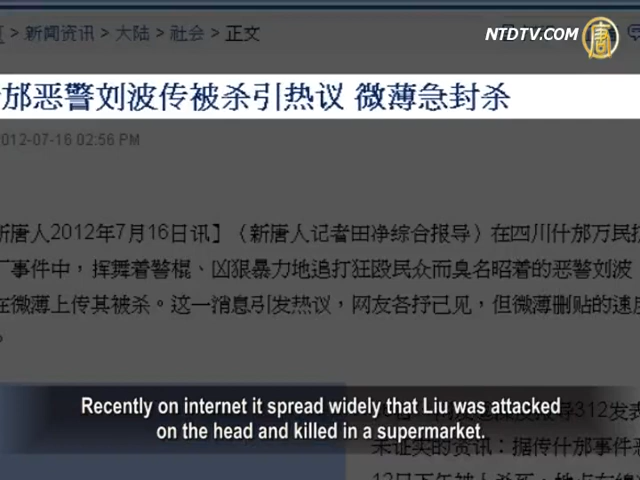 > 新闻资讯 > 大陆 > 社会 > 正文
NTDTV.com
邡恶警刘波传被杀引热议 微薄急封杀
2012-07-16 02:56 PM
新唐人2012年7月16日讯】（新唐人记者田净综合报导）在四川什邡万民抗
厂事件中，挥舞着警棍、凶狠暴力地追打狂殴民众而臭名昭着的恶警刘波
在微薄上传其被杀。这一消息引发热议，网友各抒己见，但微薄删贴的速度
。
Recently on internet it spread widely that Liu was attacked
on the head and killed in a supermarket.
未证实的资讯：据传什邡事件恶